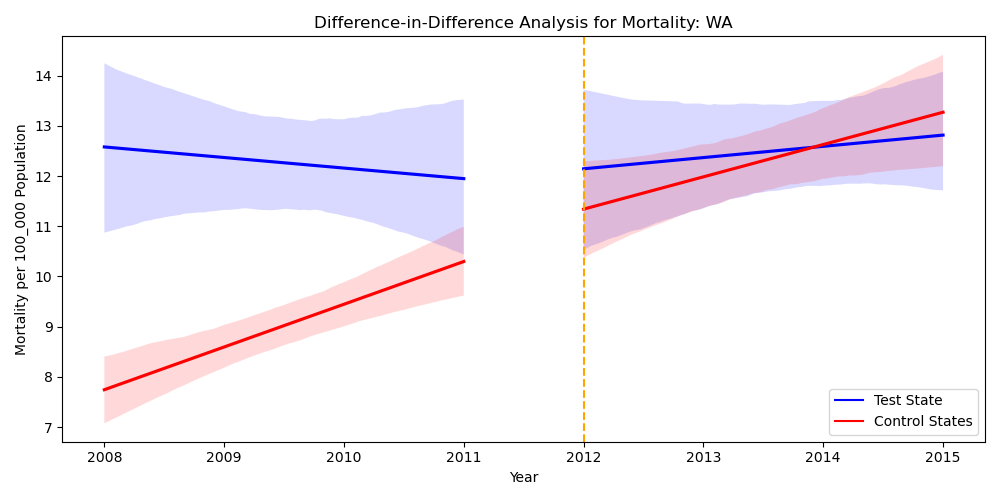 Difference-in-Difference Analysis for Mortality: WA
Mortality per 100_000 Population
14
13
12
11
10
9
8
7
2008 2009 2010 2011 2012 2013 2014 2015
Year
Test State
Control States